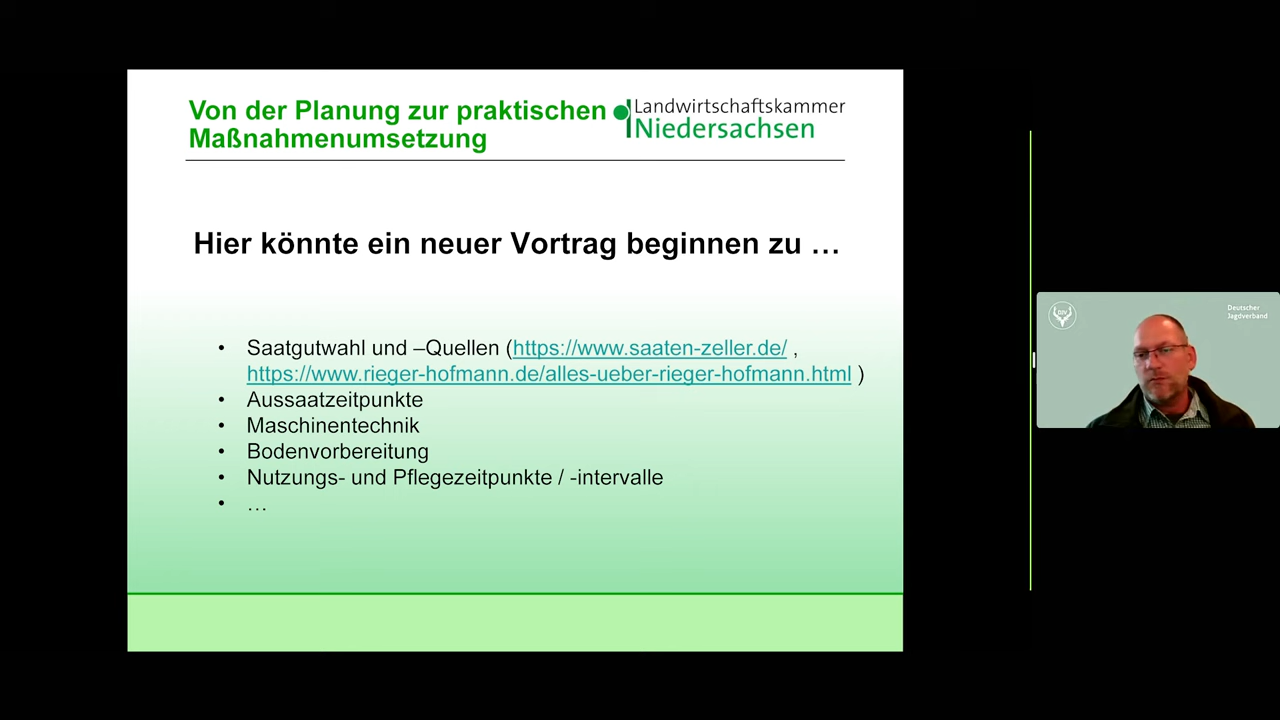 Von der Planung zur praktischen
Maßnahmenumsetzung
Landwirtschaftskammer
Niedersachsen
Hier könnte ein neuer Vortrag beginnen zu …
• Saatgutwahl und –Quellen (https://www.saaten-zeller.de/ ,
https://www.rieger-hofmann.de/alles-ueber-rieger-hofmann.html )
• Aussaatzeitpunkte
• Maschinentechnik
• Bodenvorbereitung
• Nutzungs- und Pflegezeitpunkte / -intervalle
• …
DJV
Deutscher
Jagdverband